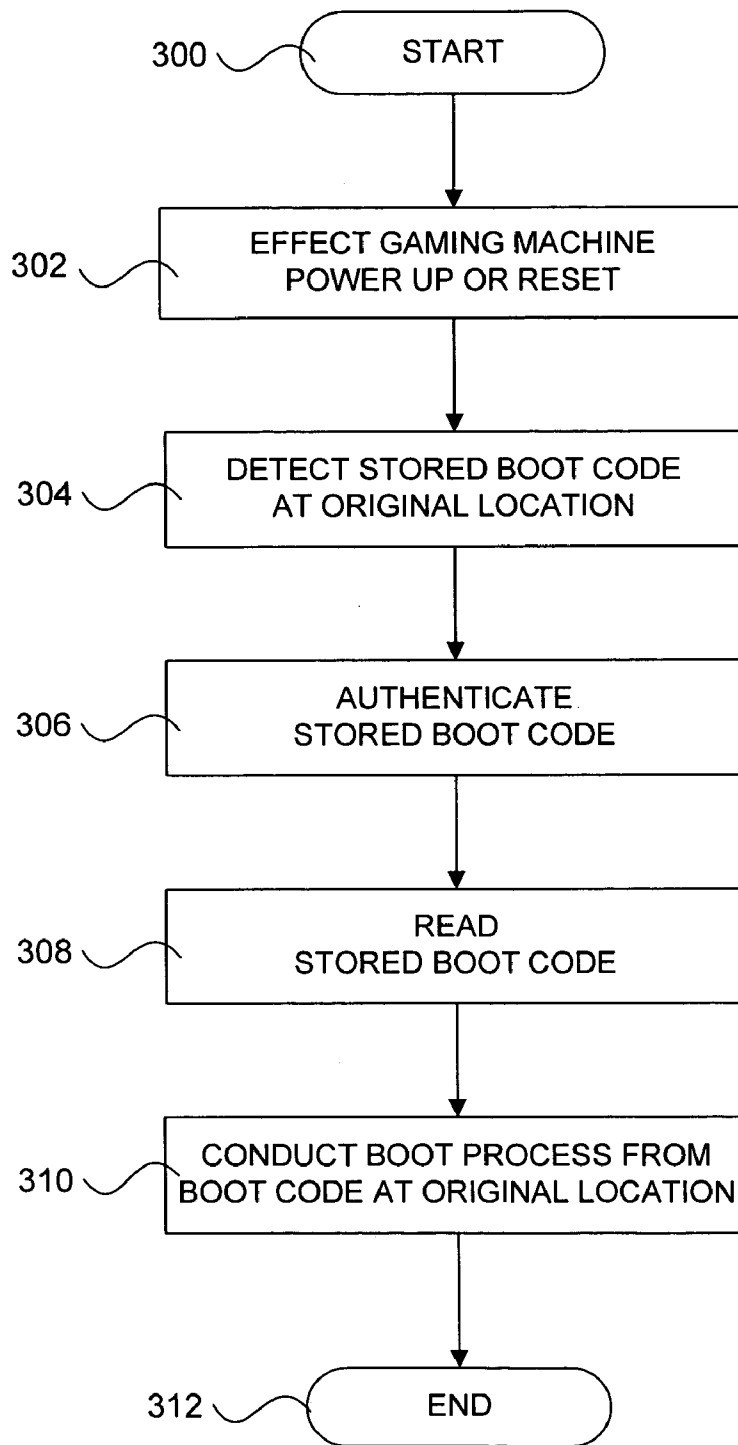 300
START
302
EFFECT GAMING MACHINE
POWER UP OR RESET
304
DETECT STORED BOOT CODE
AT ORIGINAL LOCATION
306
AUTHENTICATE
STORED BOOT CODE
308
READ
STORED BOOT CODE
310
CONDUCT BOOT PROCESS FROM
BOOT CODE AT ORIGINAL LOCATION
312
END